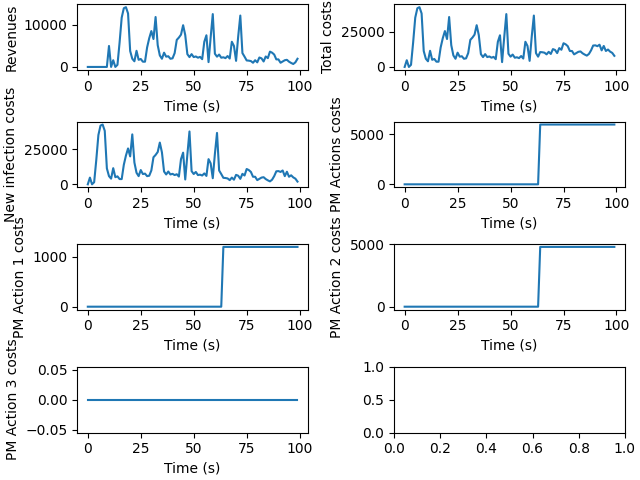 Revenues
10000
0
0 25 50 75 100
Time (s)
Total costs
25000
0
0 25 50 75 100
Time (s)
New infection costs
25000
0
0 25 50 75 100
Time (s)
PM Actions costs
5000
0
0 25 50 75 100
Time (s)
PM Action 1 costs
1000
0
0 25 50 75 100
Time (s)
PM Action 2 costs
5000
0
0 25 50 75 100
Time (s)
PM Action 3 costs
0.05
0.00
−0.05
0 25 50 75 100
Time (s)
1.0
0.5
0.0
0.0 0.2 0.4 0.6 0.8 1.0